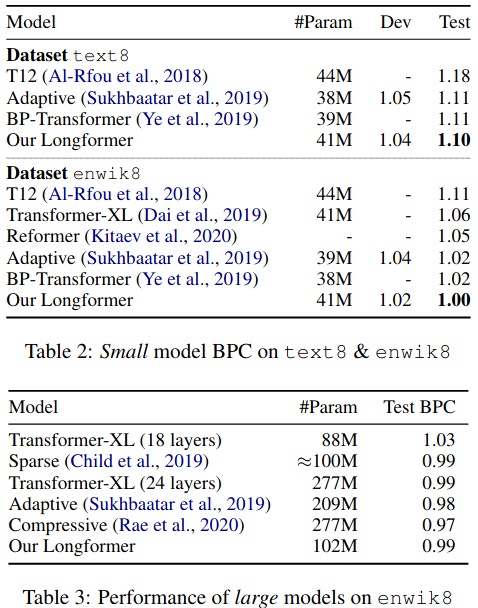 Model #Param Dev Test
Dataset text8
T12 (Al-Rfou et al., 2018) 44M - 1.18
Adaptive (Sukhbaatar et al., 2019) 38M 1.05 1.11
BP-Transformer (Ye et al., 2019) 39M - 1.11
Our Longformer 41M 1.04 1.10
Dataset enwik8
T12 (Al-Rfou et al., 2018) 44M - 1.11
Transformer-XL (Dai et al., 2019) 41M - 1.06
Reformer (Kitaev et al., 2020) - - 1.05
Adaptive (Sukhbaatar et al., 2019) 39M 1.04 1.02
BP-Transformer (Ye et al., 2019) 38M - 1.02
Our Longformer 41M 1.02 1.00
Table 2: Small model BPC on text8 & enwik8
Model #Param Test BPC
Transformer-XL (18 layers) 88M 1.03
Sparse (Child et al., 2019) ≈100M 0.99
Transformer-XL (24 layers) 277M 0.99
Adaptive (Sukhbaatar et al., 2019) 209M 0.98
Compressive (Rae et al., 2020) 277M 0.97
Our Longformer 102M 0.99
Table 3: Performance of large models on enwik8